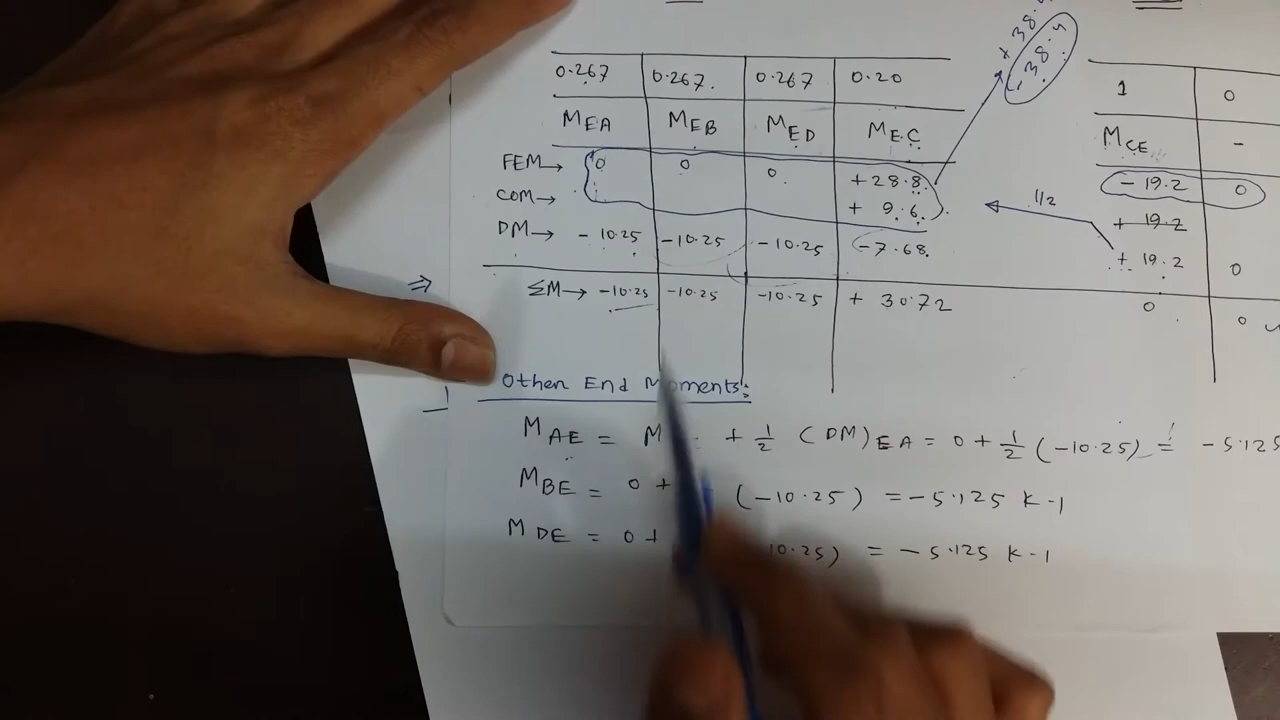 +38.4
38.4
0.267 0.267 0.267 0.20
MEA MEB MED MEC
FEM→ 0 0 0 +28.8
COM→ +9.6
DM→ -10.25 -10.25 -10.25 -7.68
⇒ ΣM→ -10.25 -10.25 -10.25 +30.72
1 0
MCE -
-19.2 0
+19.2
1/2
+19.2 0
0 0
Other End Moments:
MAE = M + 1/2 (DM)EA = 0 + 1/2 (-10.25) = -5.125
MBE = 0 + (-10.25) = -5.125 K-1
MDE = 0 + 10.25) = -5.125 K-1